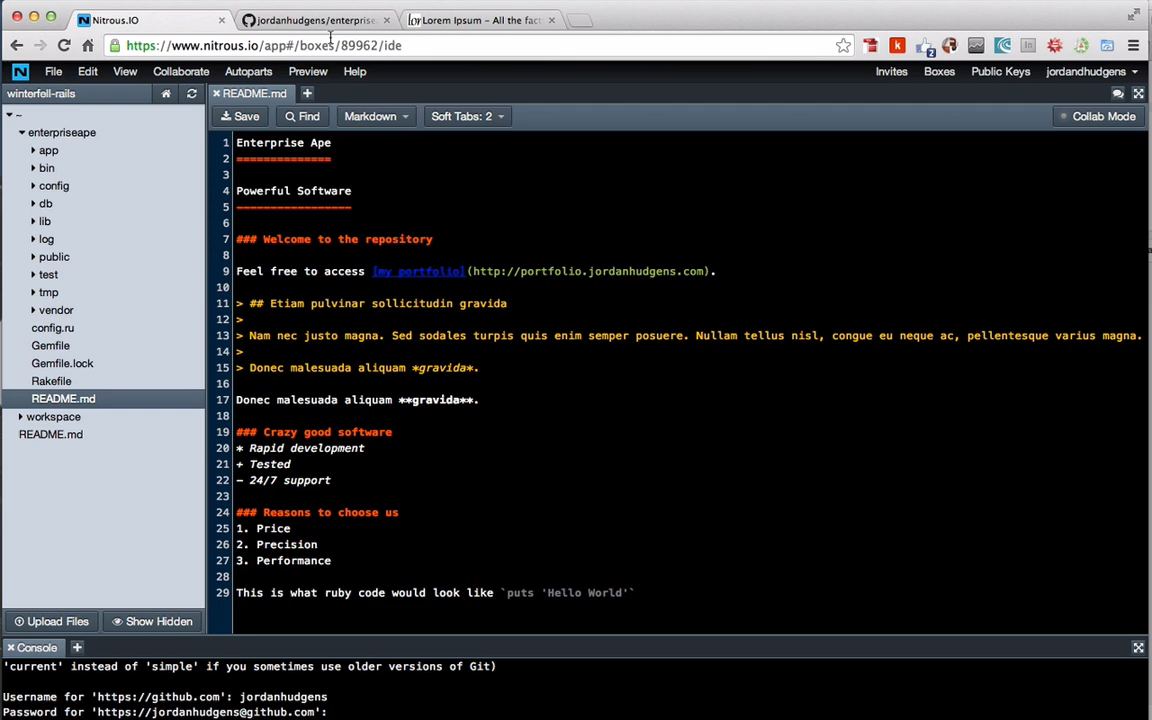 Nitrous.IO
jordanhudgens/enterprise
Lorem Ipsum – All the fact
https://www.nitrous.io/app#/boxes/89962/ide
N File Edit View Collaborate Autoparts Preview Help Invites Boxes Public Keys jordandhudgens
winterfell-rails
README.md
Save Find Markdown Soft Tabs: 2 Collab Mode
~
enterpriseape
app
bin
config
db
lib
log
public
test
tmp
vendor
config.ru
Gemfile
Gemfile.lock
Rakefile
README.md
workspace
README.md
Upload Files Show Hidden
1 Enterprise Ape
2 ==============
3
4 Powerful Software
5 -----------------
6
7 ### Welcome to the repository
8
9 Feel free to access [my portfolio](http://portfolio.jordanhudgens.com).
10
11 > ## Etiam pulvinar sollicitudin gravida
12 >
13 > Nam nec justo magna. Sed sodales turpis quis enim semper posuere. Nullam tellus nisl, congue eu neque ac, pellentesque varius magna.
14 >
15 > Donec malesuada aliquam *gravida*.
16
17 Donec malesuada aliquam **gravida**.
18
19 ### Crazy good software
20 * Rapid development
21 + Tested
22 - 24/7 support
23
24 ### Reasons to choose us
25 1. Price
26 2. Precision
27 3. Performance
28
29 This is what ruby code would look like `puts 'Hello World'`
Console
'current' instead of 'simple' if you sometimes use older versions of Git)
Username for 'https://github.com': jordanhudgens
Password for 'https://jordanhudgens@github.com':